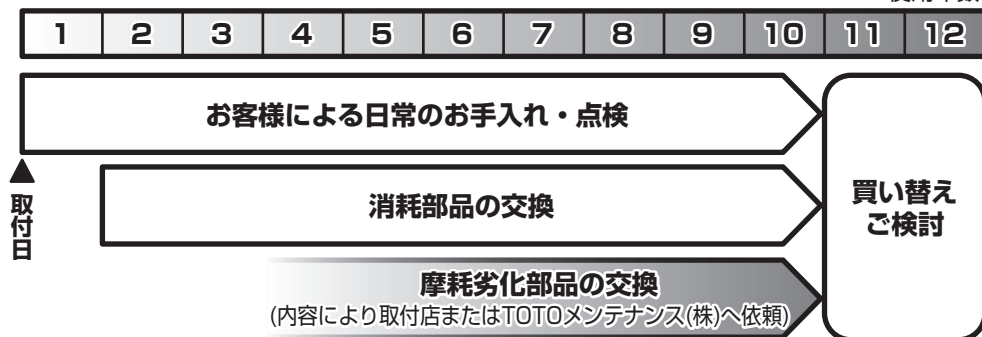 1 2 3 4 5 6 7 8 9 10 11 12
お客様による日常のお手入れ・点検
取付日
消耗部品の交換
買い替え
ご検討
摩耗劣化部品の交換
(内容により取付店またはTOTOメンテナンス(株)へ依頼)